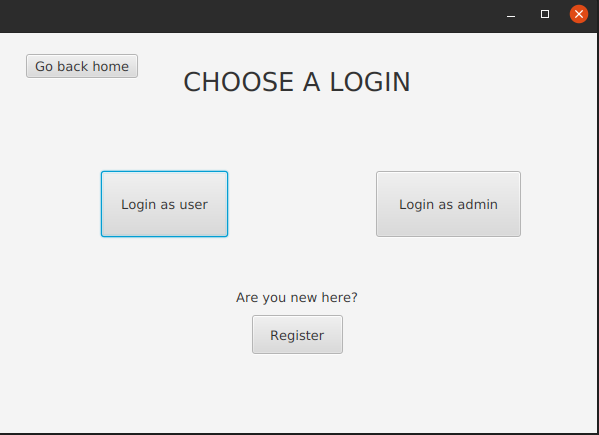 Go back home
CHOOSE A LOGIN
Login as user
Login as admin
Are you new here?
Register